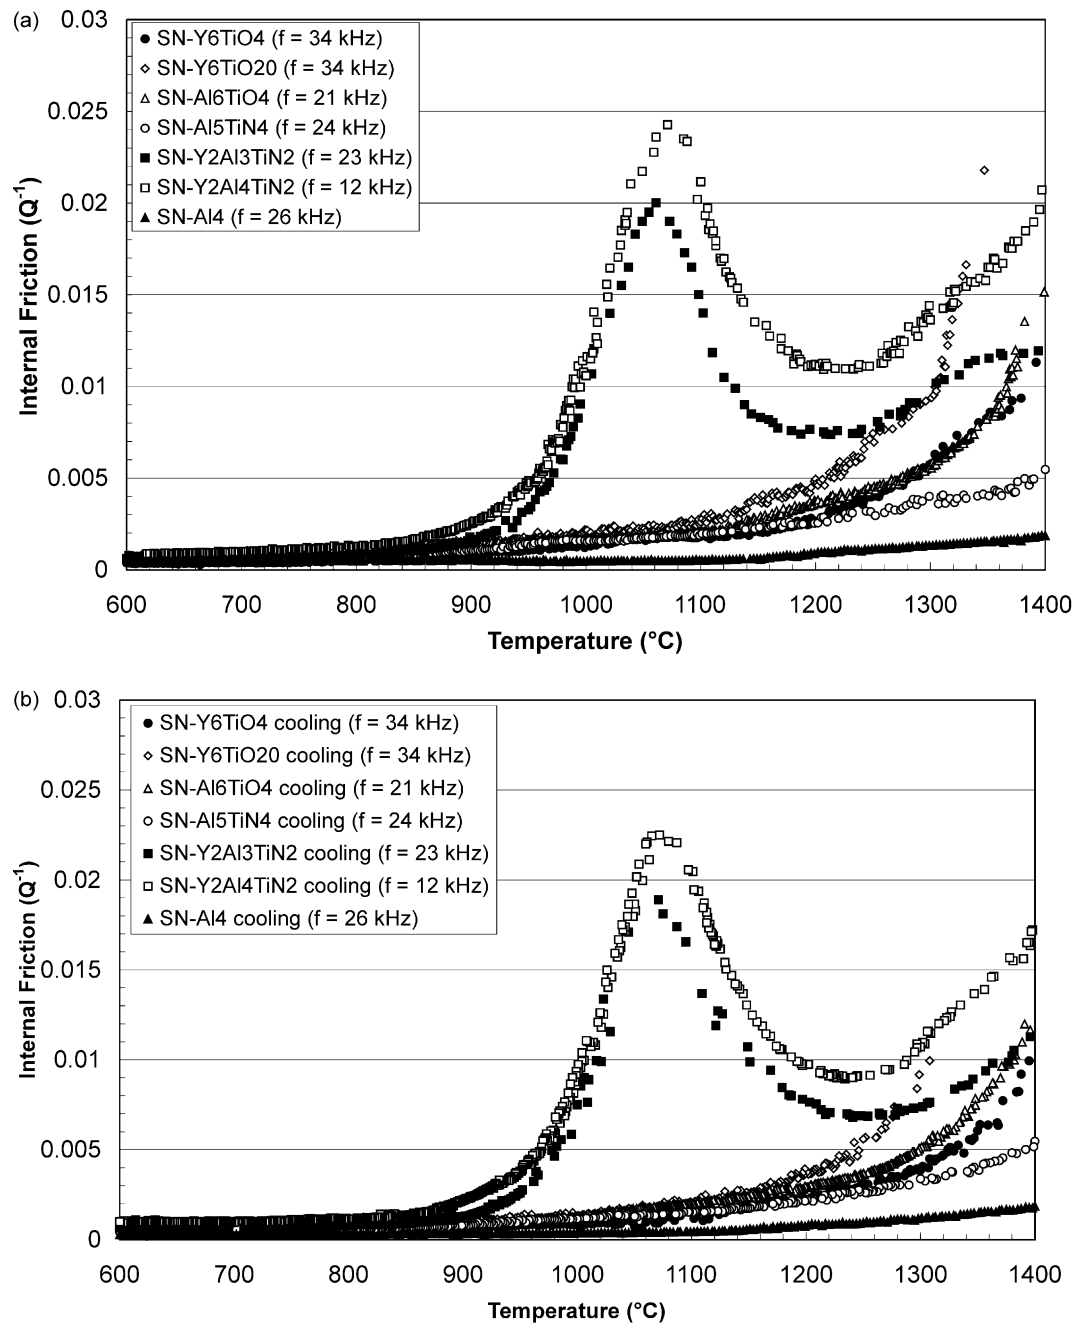 (a)
0.03
SN-Y6TiO4 (f = 34 kHz)
SN-Y6TiO20 (f = 34 kHz)
SN-Al6TiO4 (f = 21 kHz)
SN-Al5TiN4 (f = 24 kHz)
SN-Y2Al3TiN2 (f = 23 kHz)
SN-Y2Al4TiN2 (f = 12 kHz)
SN-Al4 (f = 26 kHz)
0.025
0.02
0.015
0.01
0.005
0
Internal Friction (Q⁻¹)
600 700 800 900 1000 1100 1200 1300 1400
Temperature (°C)
(b)
0.03
SN-Y6TiO4 cooling (f = 34 kHz)
SN-Y6TiO20 cooling (f = 34 kHz)
SN-Al6TiO4 cooling (f = 21 kHz)
SN-Al5TiN4 cooling (f = 24 kHz)
SN-Y2Al3TiN2 cooling (f = 23 kHz)
SN-Y2Al4TiN2 cooling (f = 12 kHz)
SN-Al4 cooling (f = 26 kHz)
0.025
0.02
0.015
0.01
0.005
0
Internal Friction (Q⁻¹)
600 700 800 900 1000 1100 1200 1300 1400
Temperature (°C)